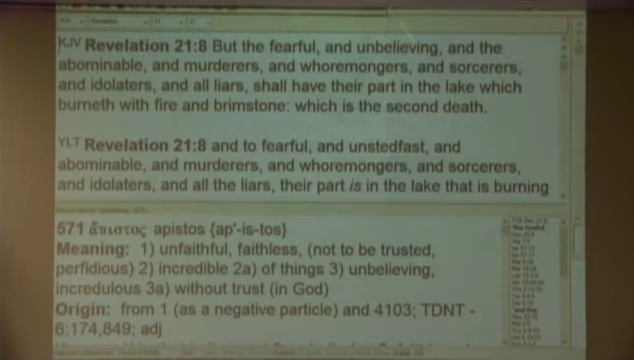 KJV Revelation 21:8 But the fearful, and unbelieving, and the
abominable, and murderers, and whoremongers, and sorcerers,
and idolaters, and all liars, shall have their part in the lake which
burneth with fire and brimstone: which is the second death.
YLT Revelation 21:8 and to fearful, and unstedfast, and
abominable, and murderers, and whoremongers, and sorcerers,
and idolaters, and all the liars, their part is in the lake that is burning
571 ἄπιστος apistos {ap'-is-tos}
Meaning: 1) unfaithful, faithless, (not to be trusted,
perfidious) 2) incredible 2a) of things 3) unbelieving,
incredulous 3a) without trust (in God)
Origin: from 1 (as a negative particle) and 4103; TDNT -
6:174,849; adj